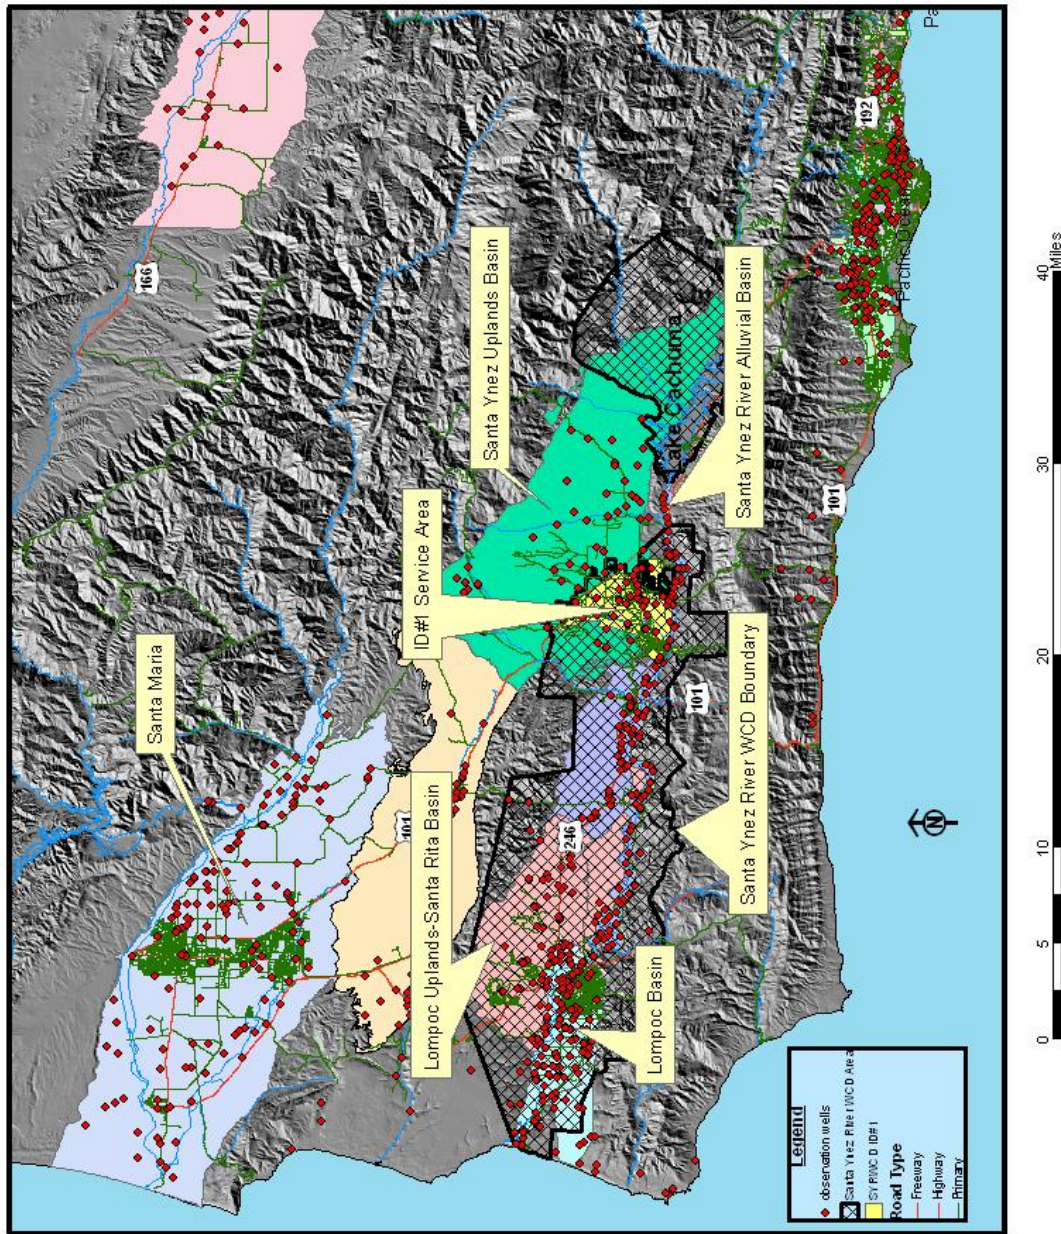 166
192
Pa
Pacific Ocean
Santa Ynez Uplands Basin
Santa Ynez River Alluvial Basin
Lake Cachuma
ID#1 Service Area
Santa Maria
101
101
101
246
Santa Ynez River WCD Boundary
Lompoc Uplands-Santa Rita Basin
Lompoc Basin
N
0
5
10
20
30
40
Miles
Legend
observation wells
Santa Ynez River WCD Area
SYRWCD ID#1
Road Type
Freeway
Highway
Primary